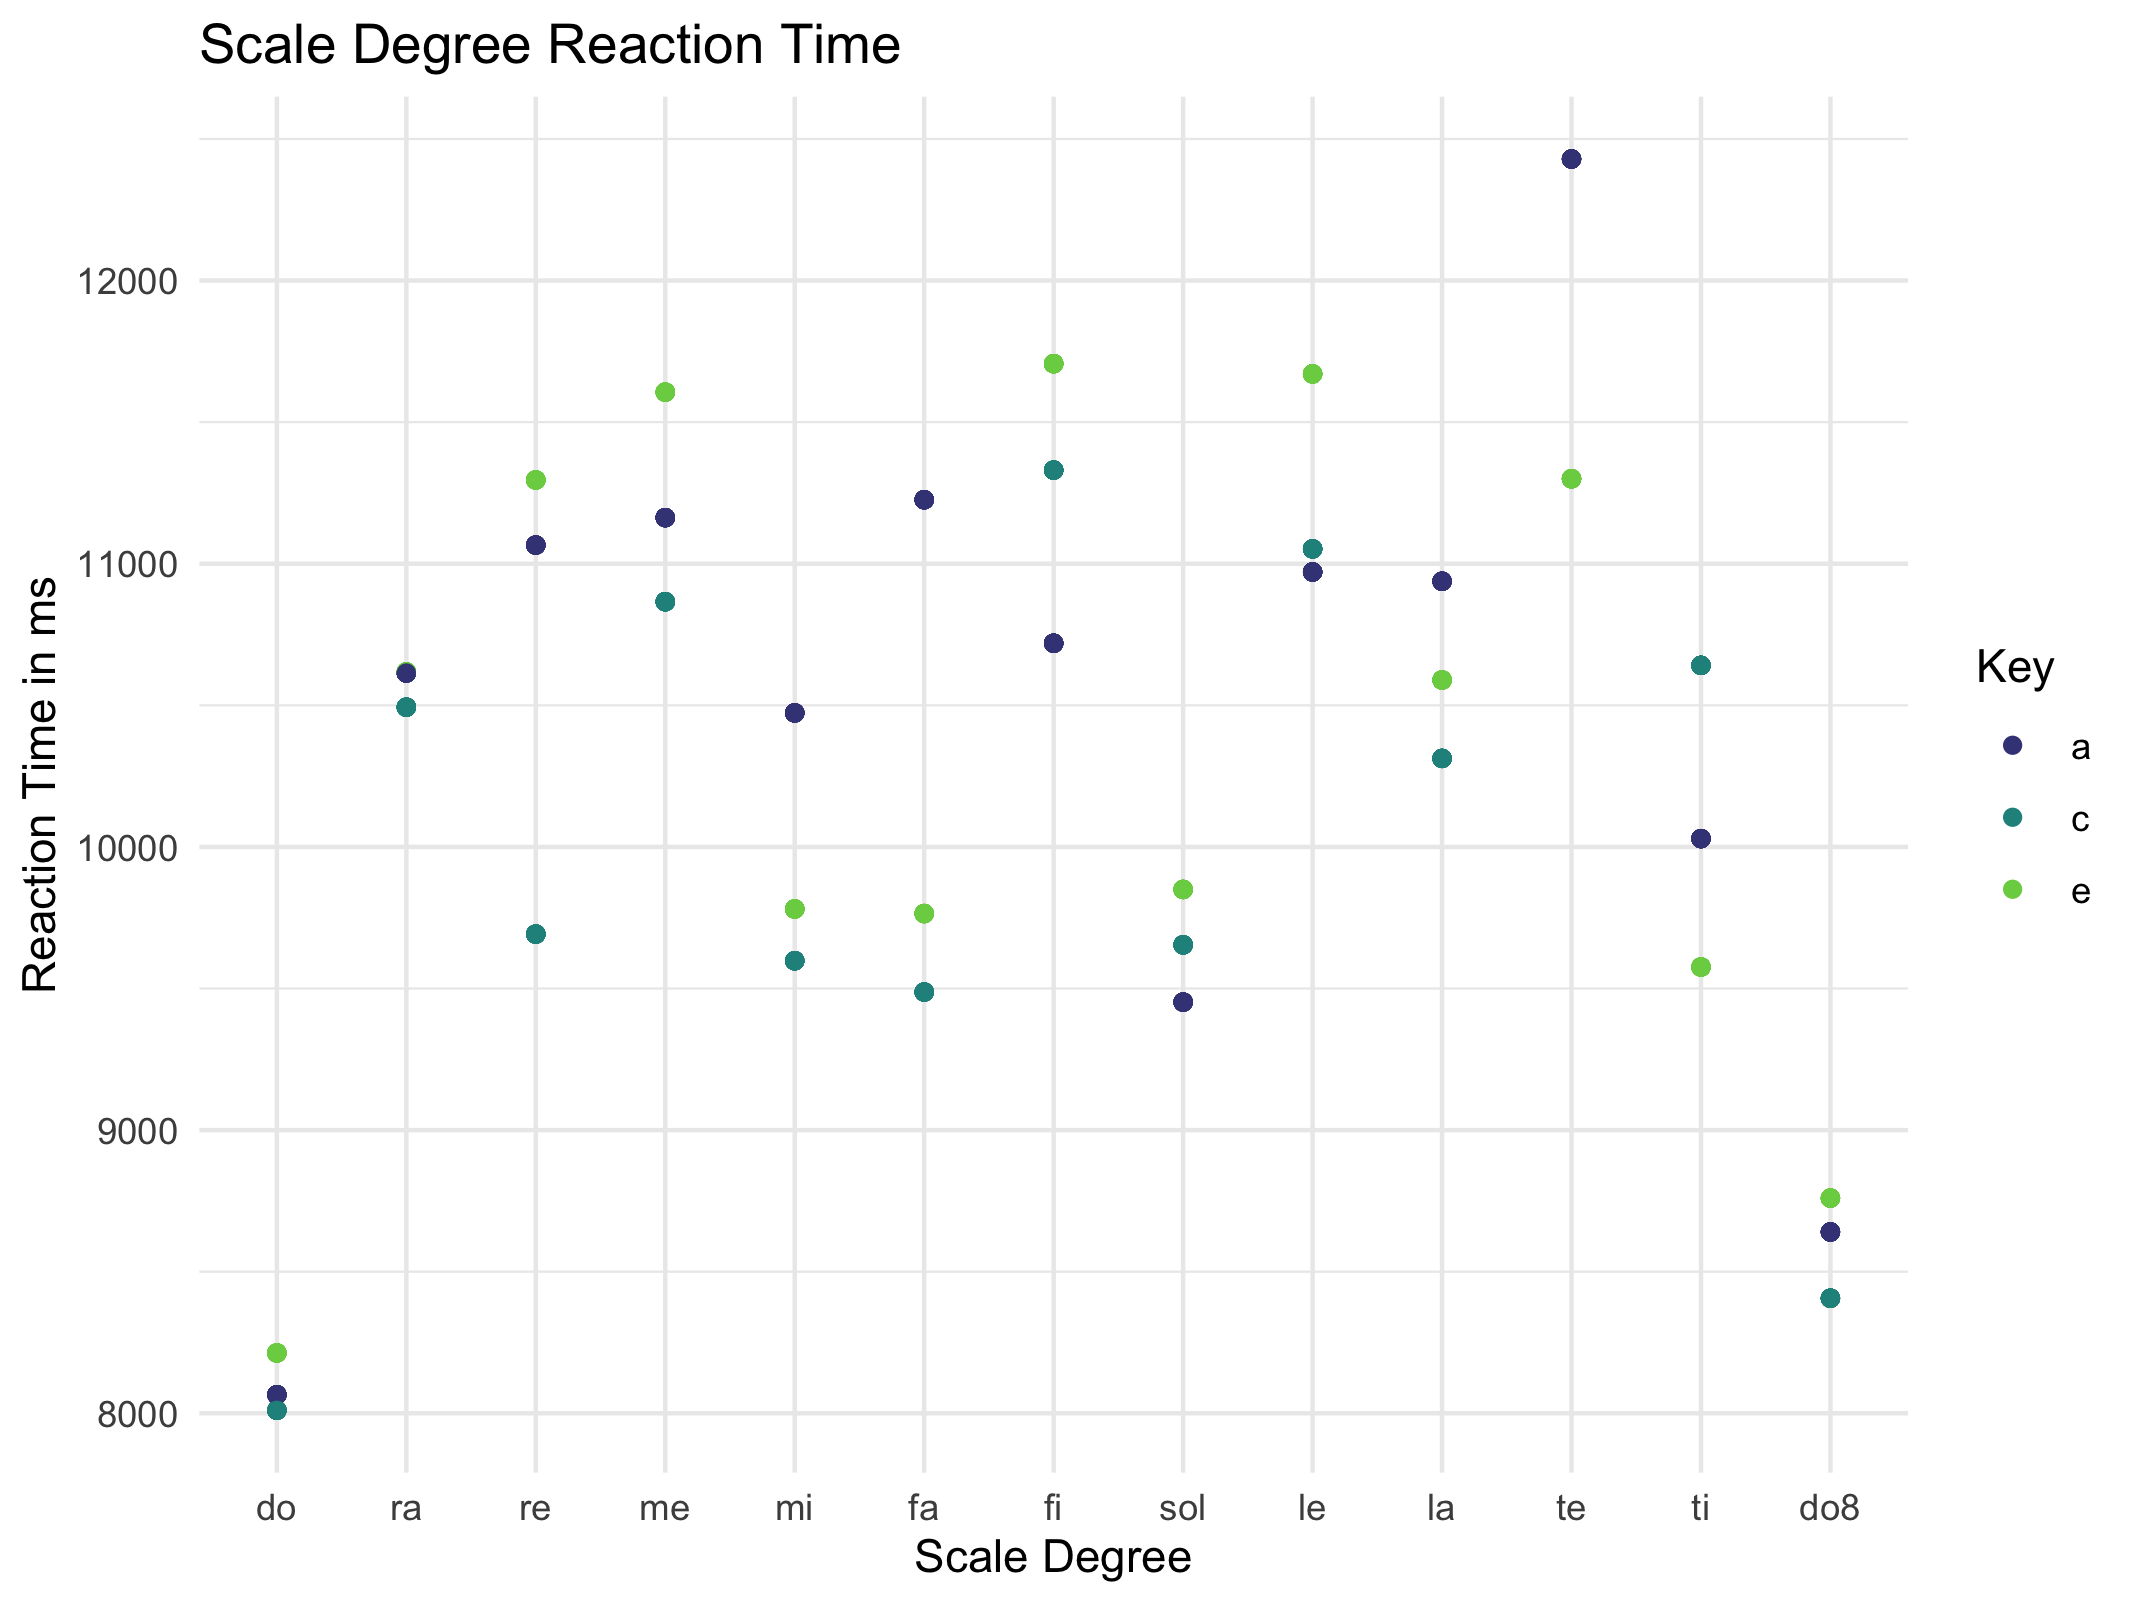 Scale Degree Reaction Time
12000
11000
10000
9000
8000
Reaction Time in ms
do ra re me mi fa fi sol le la te ti do8
Scale Degree
Key
a
c
e